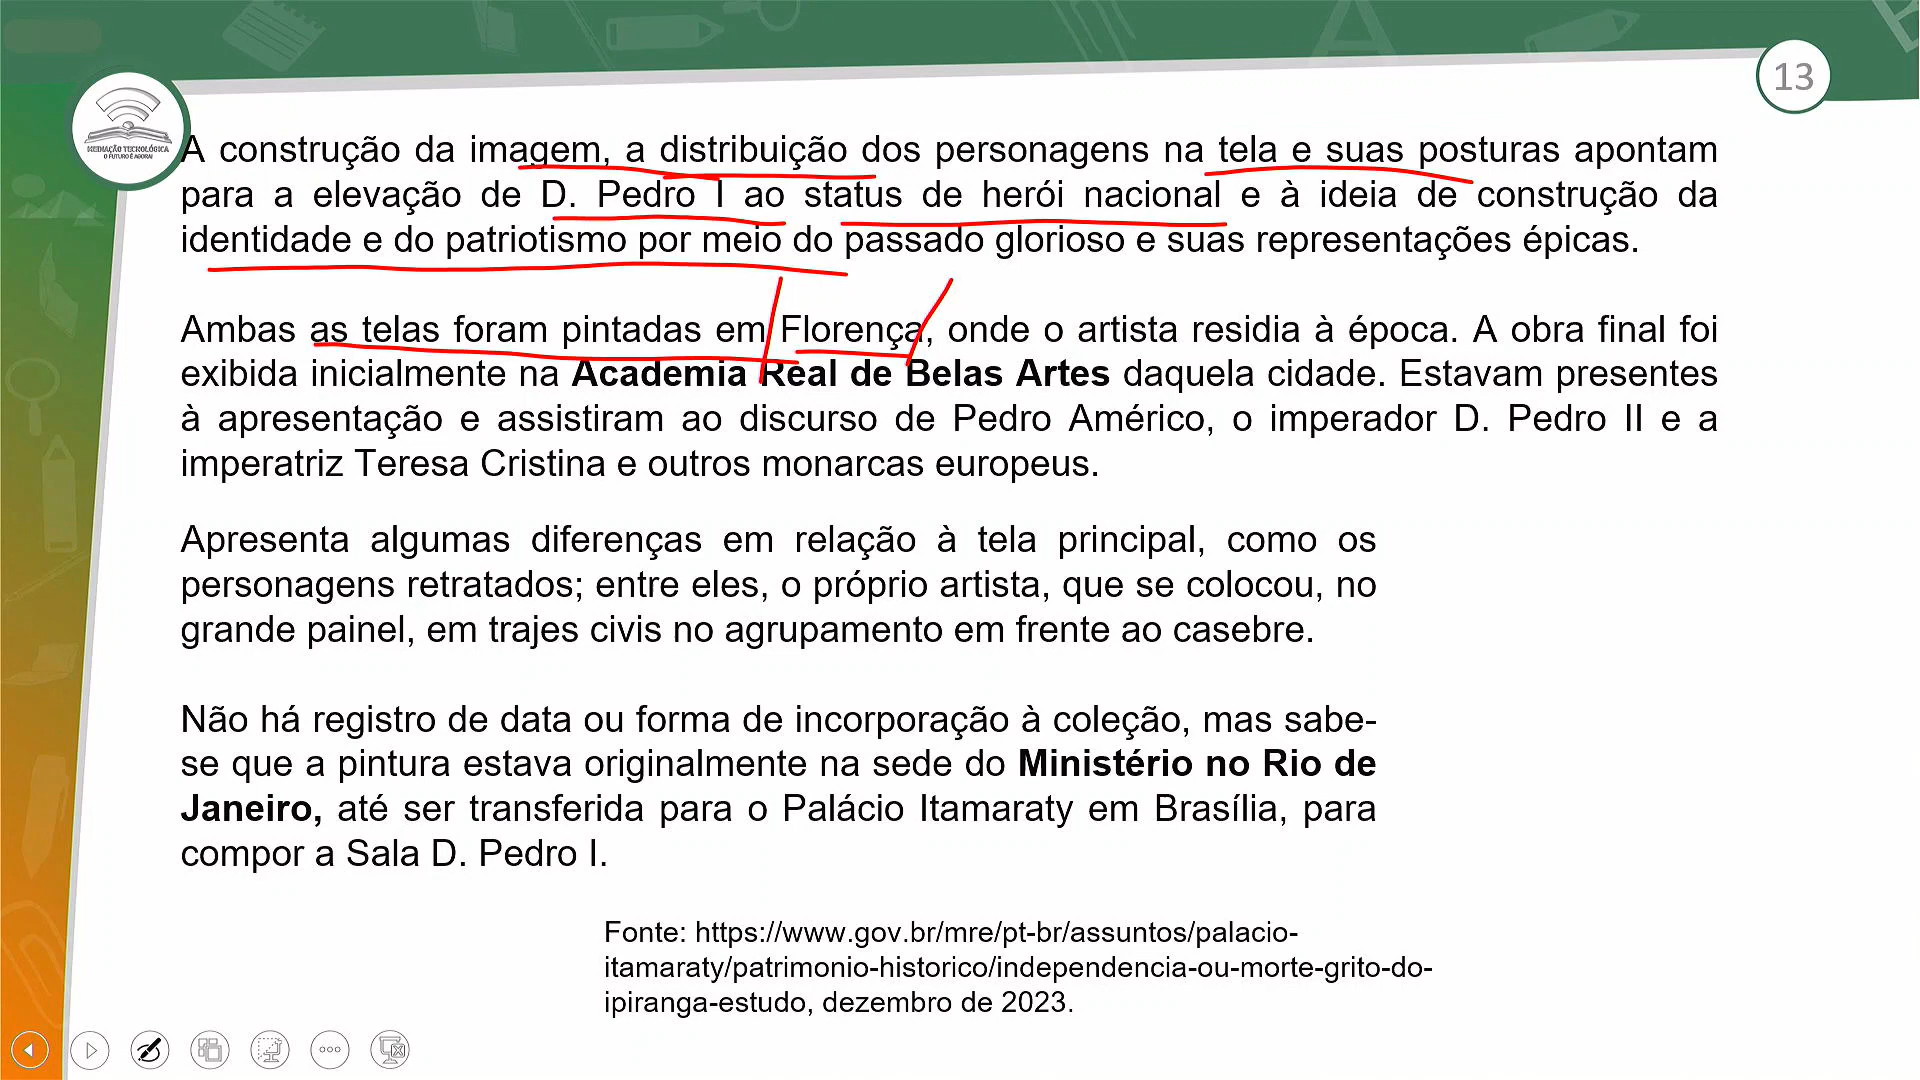 13
MEDIAÇÃO TECNOLÓGICA
O FUTURO É AGORA!
A construção da imagem, a distribuição dos personagens na tela e suas posturas apontam
para a elevação de D. Pedro I ao status de herói nacional e à ideia de construção da
identidade e do patriotismo por meio do passado glorioso e suas representações épicas.
Ambas as telas foram pintadas em Florença, onde o artista residia à época. A obra final foi
exibida inicialmente na Academia Real de Belas Artes daquela cidade. Estavam presentes
à apresentação e assistiram ao discurso de Pedro Américo, o imperador D. Pedro II e a
imperatriz Teresa Cristina e outros monarcas europeus.
Apresenta algumas diferenças em relação à tela principal, como os
personagens retratados; entre eles, o próprio artista, que se colocou, no
grande painel, em trajes civis no agrupamento em frente ao casebre.
Não há registro de data ou forma de incorporação à coleção, mas sabe-
se que a pintura estava originalmente na sede do Ministério no Rio de
Janeiro, até ser transferida para o Palácio Itamaraty em Brasília, para
compor a Sala D. Pedro I.
Fonte: https://www.gov.br/mre/pt-br/assuntos/palacio-
itamaraty/patrimonio-historico/independencia-ou-morte-grito-do-
ipiranga-estudo, dezembro de 2023.